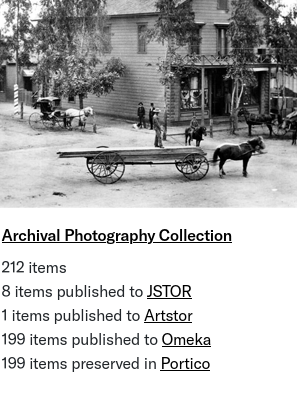 Archival Photography Collection
212 items
8 items published to JSTOR
1 items published to Artstor
199 items published to Omeka
199 items preserved in Portico